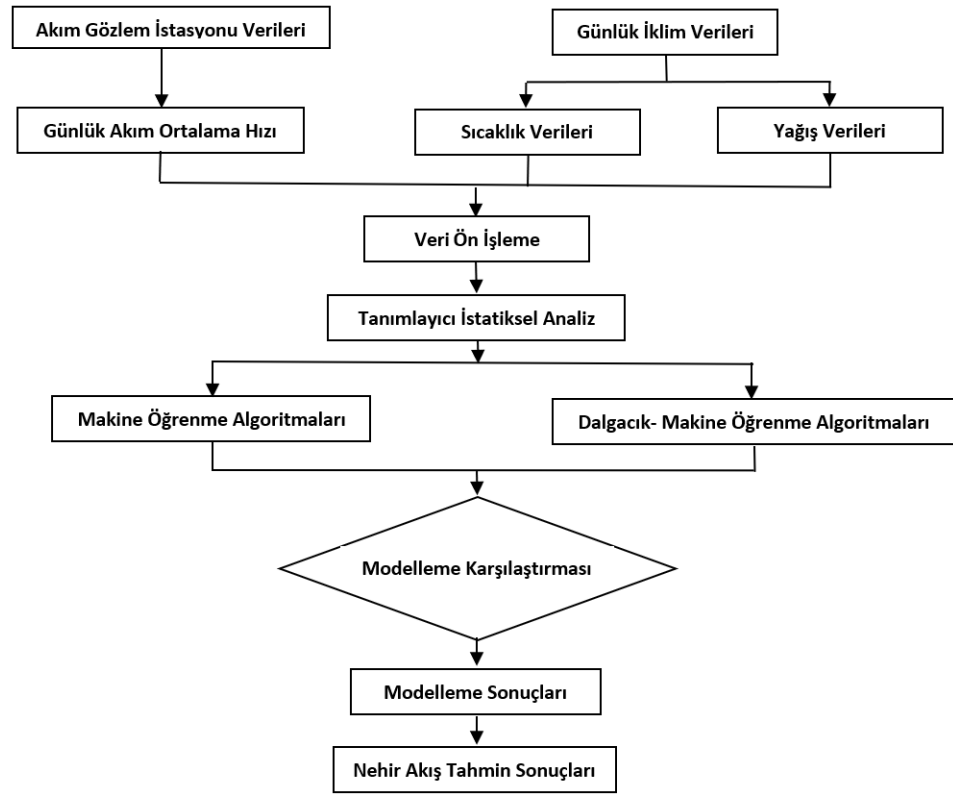 Akım Gözlem İstasyonu Verileri
Günlük İklim Verileri
Günlük Akım Ortalama Hızı
Sıcaklık Verileri
Yağış Verileri
Veri Ön İşleme
Tanımlayıcı İstatiksel Analiz
Makine Öğrenme Algoritmaları
Dalgacık- Makine Öğrenme Algoritmaları
Modelleme Karşılaştırması
Modelleme Sonuçları
Nehir Akış Tahmin Sonuçları